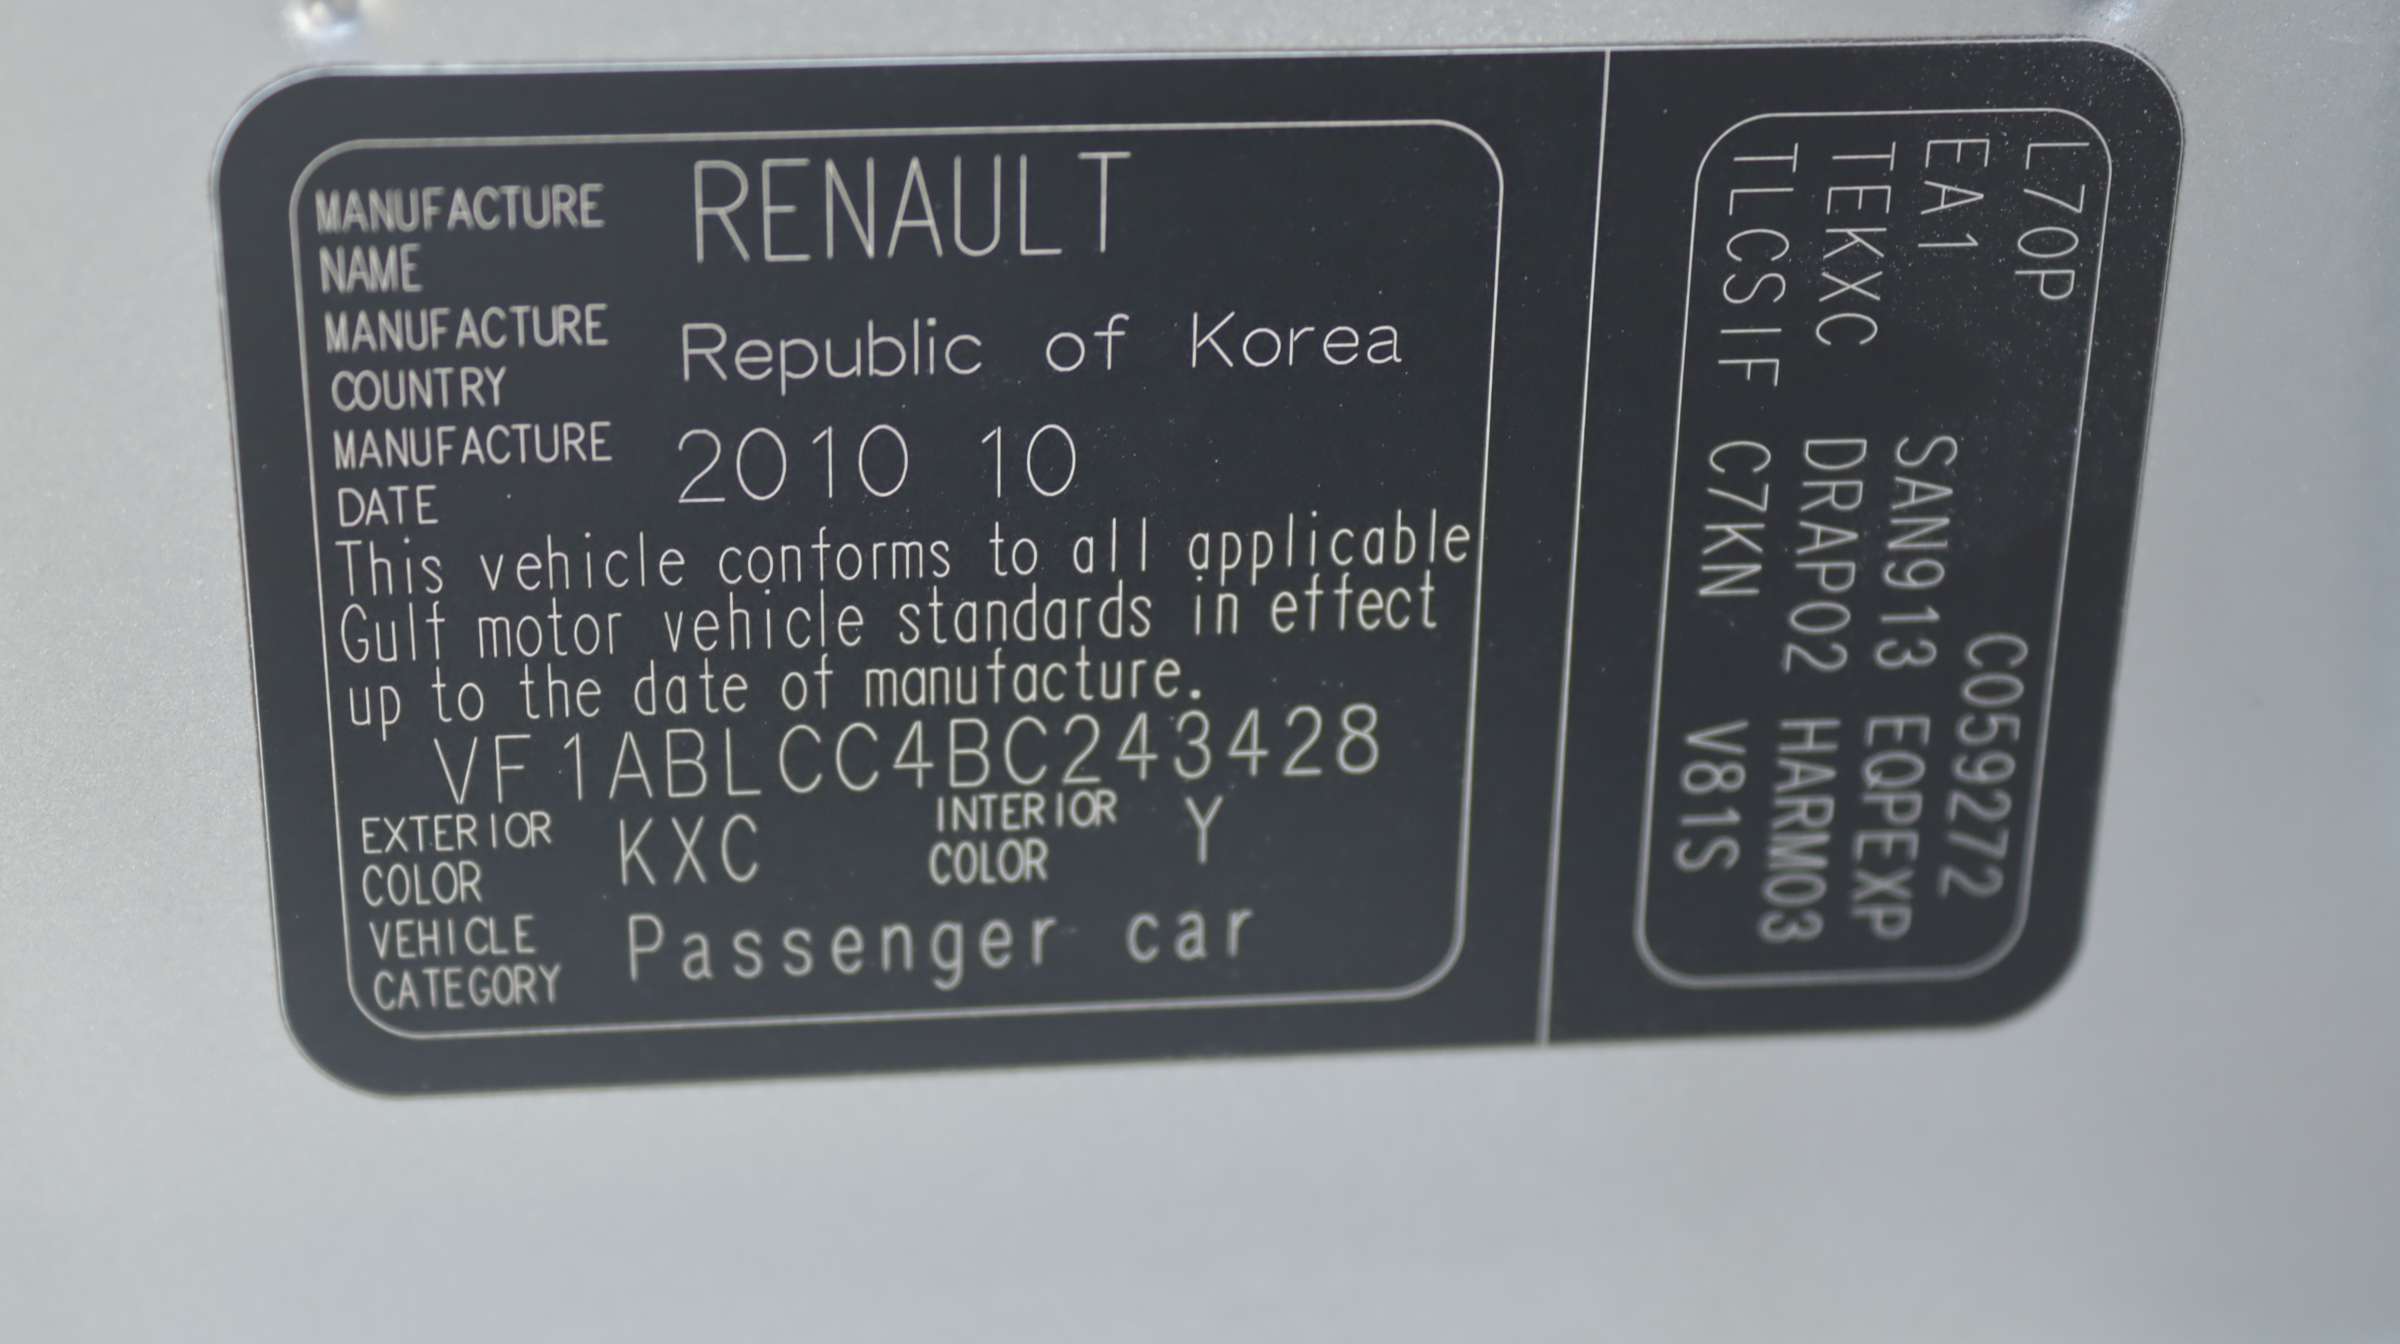 MANUFACTURE NAME RENAULT
MANUFACTURE COUNTRY Republic of Korea
MANUFACTURE DATE 2010 10
This vehicle conforms to all applicable
Gulf motor vehicle standards in effect
up to the date of manufacture.
VF1ABLCC4BC243428
EXTERIOR COLOR KXC INTERIOR COLOR Y
VEHICLE CATEGORY Passenger car
L70P C059272
EA1 SAN913 EQPEXP
TEKXC DRAP02 HARM03
TLCSIF C7KN V81S